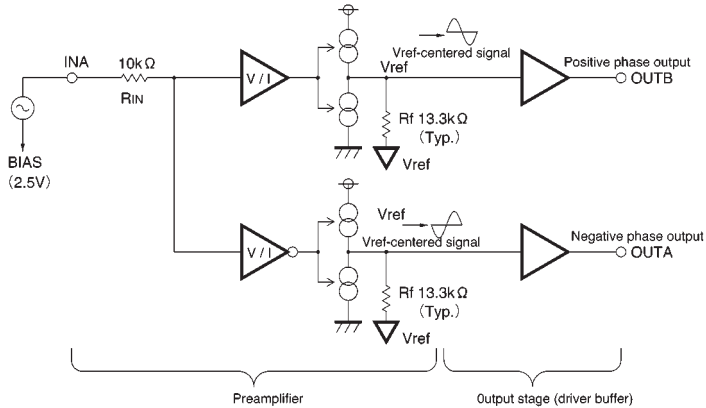 INA
10kΩ
RIN
BIAS
(2.5V)
V / I
Vref-centered signal
Vref
Rf 13.3kΩ
(Typ.)
Vref
Positive phase output
OUTB
V / I
Vref
Vref-centered signal
Rf 13.3kΩ
(Typ.)
Vref
Negative phase output
OUTA
Preamplifier
Output stage (driver buffer)